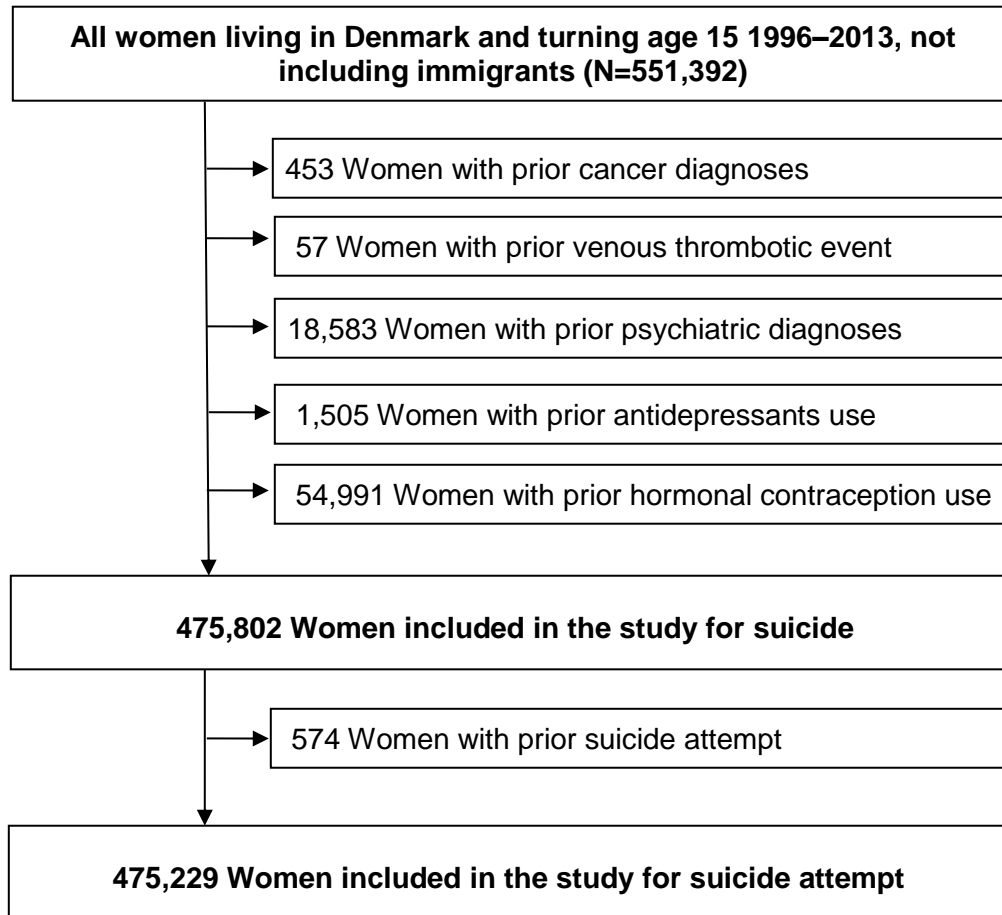 All women living in Denmark and turning age 15 1996–2013, not
including immigrants (N=551,392)
453 Women with prior cancer diagnoses
57 Women with prior venous thrombotic event
18,583 Women with prior psychiatric diagnoses
1,505 Women with prior antidepressants use
54,991 Women with prior hormonal contraception use
475,802 Women included in the study for suicide
574 Women with prior suicide attempt
475,229 Women included in the study for suicide attempt